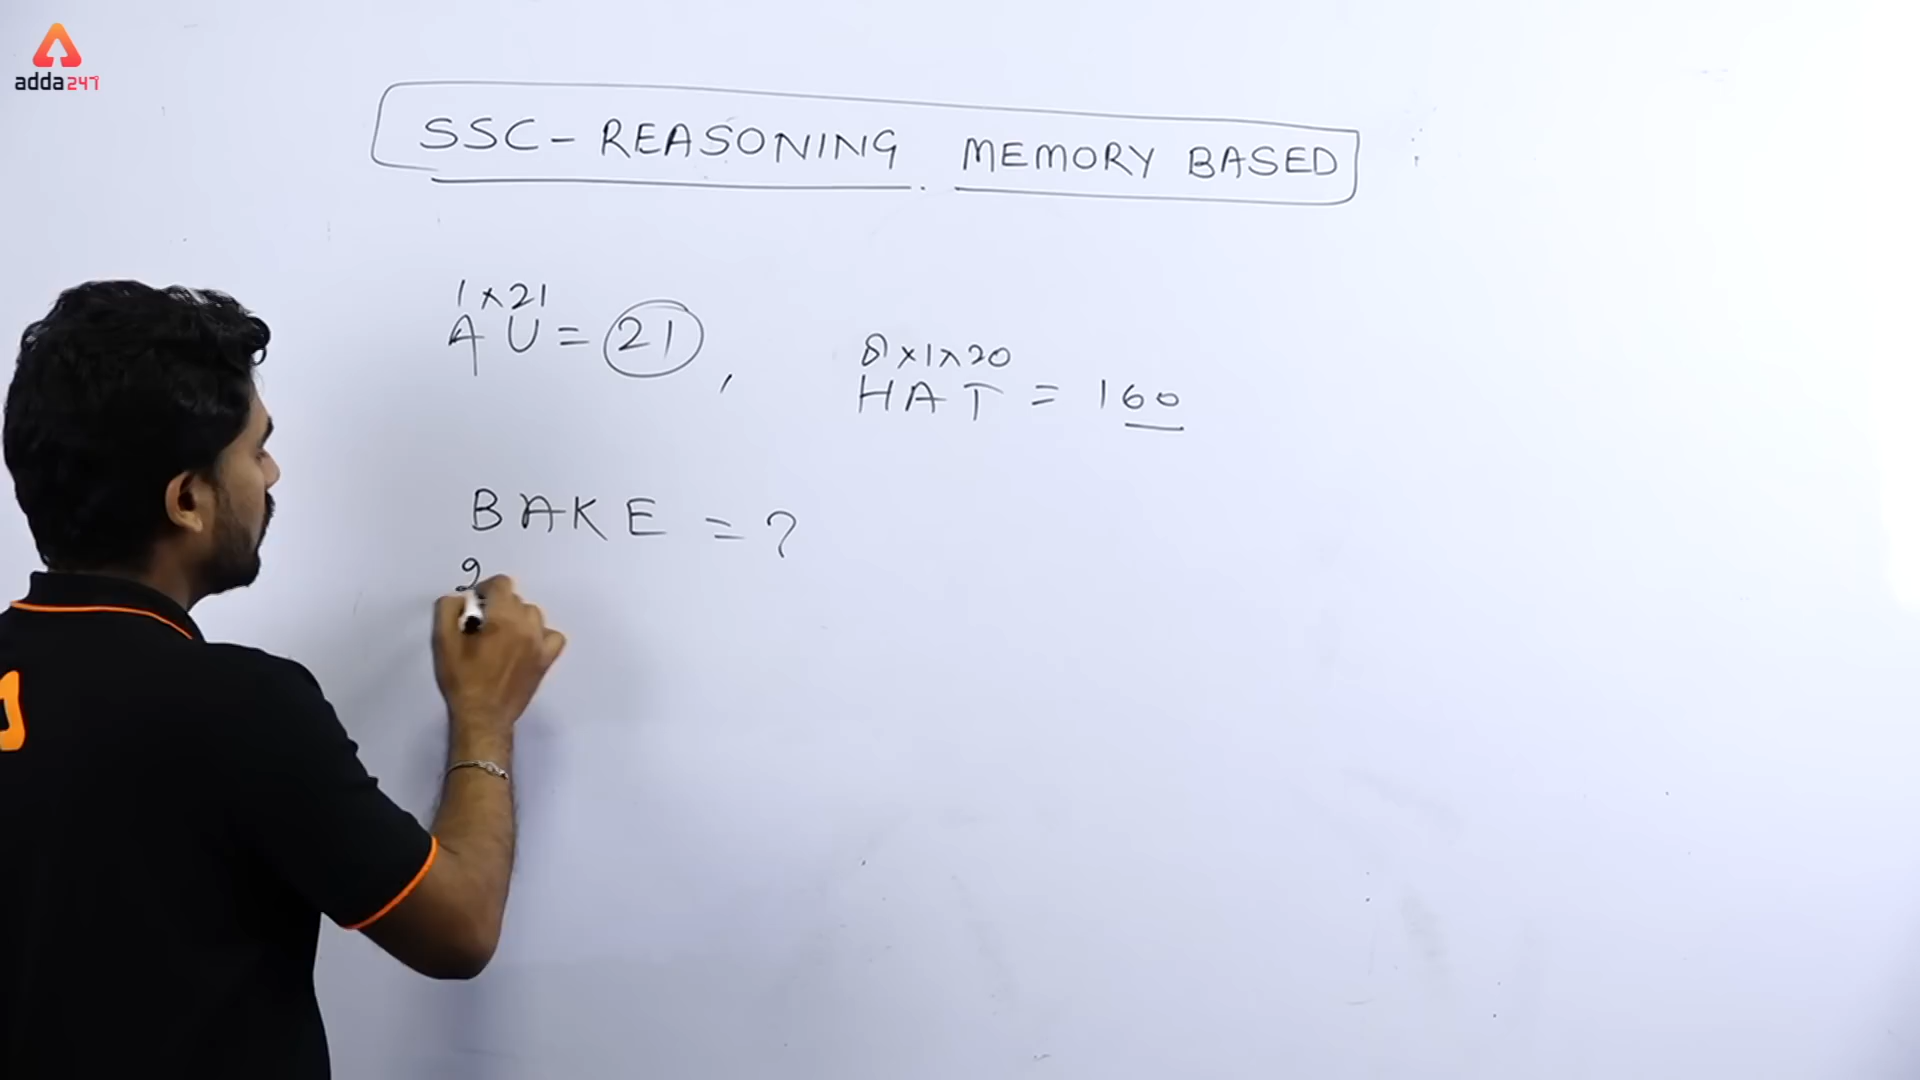 adda247
SSC - REASONING MEMORY BASED
1 x 21
AU = 21 ,
8 x 1 x 20
HAT = 160
BAKE = ?
2